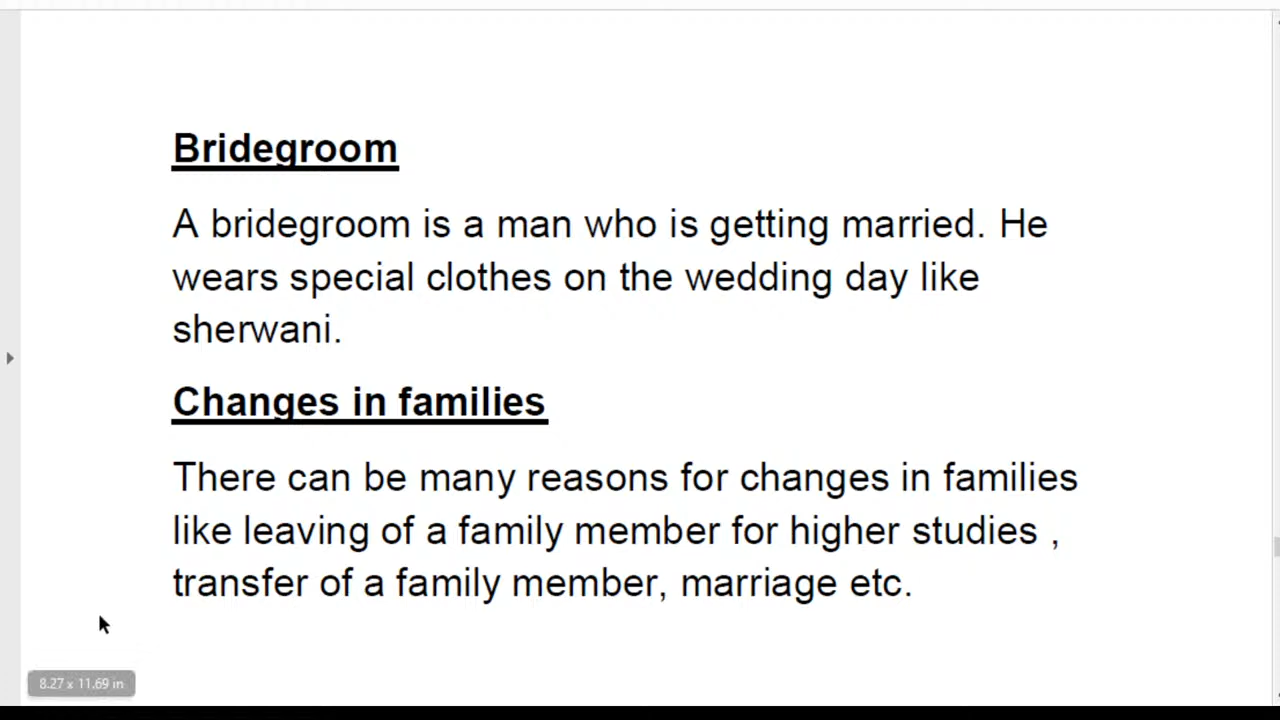 Bridegroom
A bridegroom is a man who is getting married. He
wears special clothes on the wedding day like
sherwani.
Changes in families
There can be many reasons for changes in families
like leaving of a family member for higher studies ,
transfer of a family member, marriage etc.
8.27 x 11.69 in